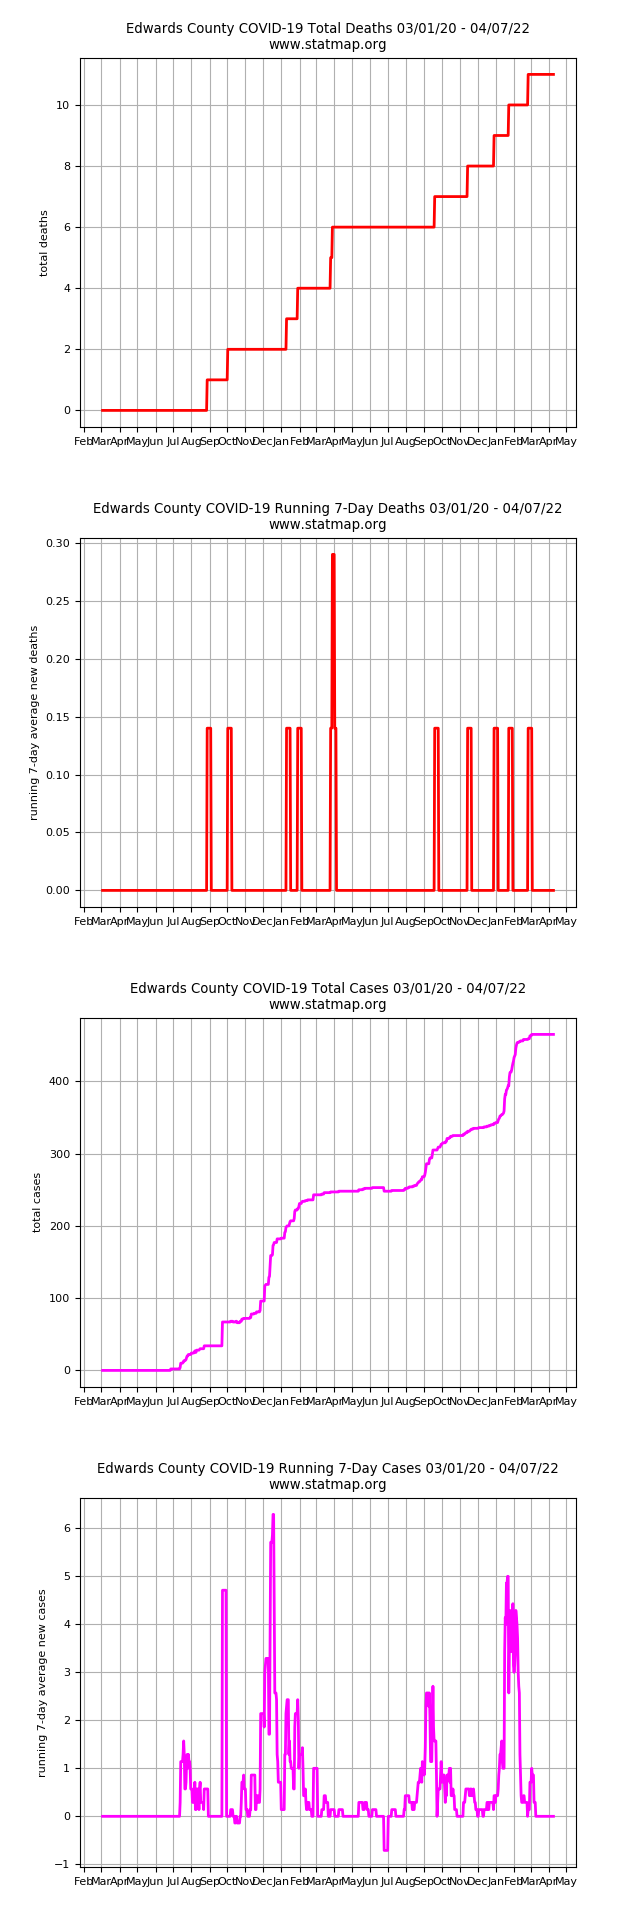 Edwards County COVID-19 Total Deaths 03/01/20 - 04/07/22
www.statmap.org
10
8
6
4
2
0
total deaths
Feb Mar Apr May Jun Jul Aug Sep Oct Nov Dec Jan Feb Mar Apr May Jun Jul Aug Sep Oct Nov Dec Jan Feb Mar Apr May
Edwards County COVID-19 Running 7-Day Deaths 03/01/20 - 04/07/22
www.statmap.org
0.30
0.25
0.20
0.15
0.10
0.05
0.00
running 7-day average new deaths
Feb Mar Apr May Jun Jul Aug Sep Oct Nov Dec Jan Feb Mar Apr May Jun Jul Aug Sep Oct Nov Dec Jan Feb Mar Apr May
Edwards County COVID-19 Total Cases 03/01/20 - 04/07/22
www.statmap.org
400
300
200
100
0
total cases
Feb Mar Apr May Jun Jul Aug Sep Oct Nov Dec Jan Feb Mar Apr May Jun Jul Aug Sep Oct Nov Dec Jan Feb Mar Apr May
Edwards County COVID-19 Running 7-Day Cases 03/01/20 - 04/07/22
www.statmap.org
6
5
4
3
2
1
0
−1
running 7-day average new cases
Feb Mar Apr May Jun Jul Aug Sep Oct Nov Dec Jan Feb Mar Apr May Jun Jul Aug Sep Oct Nov Dec Jan Feb Mar Apr May